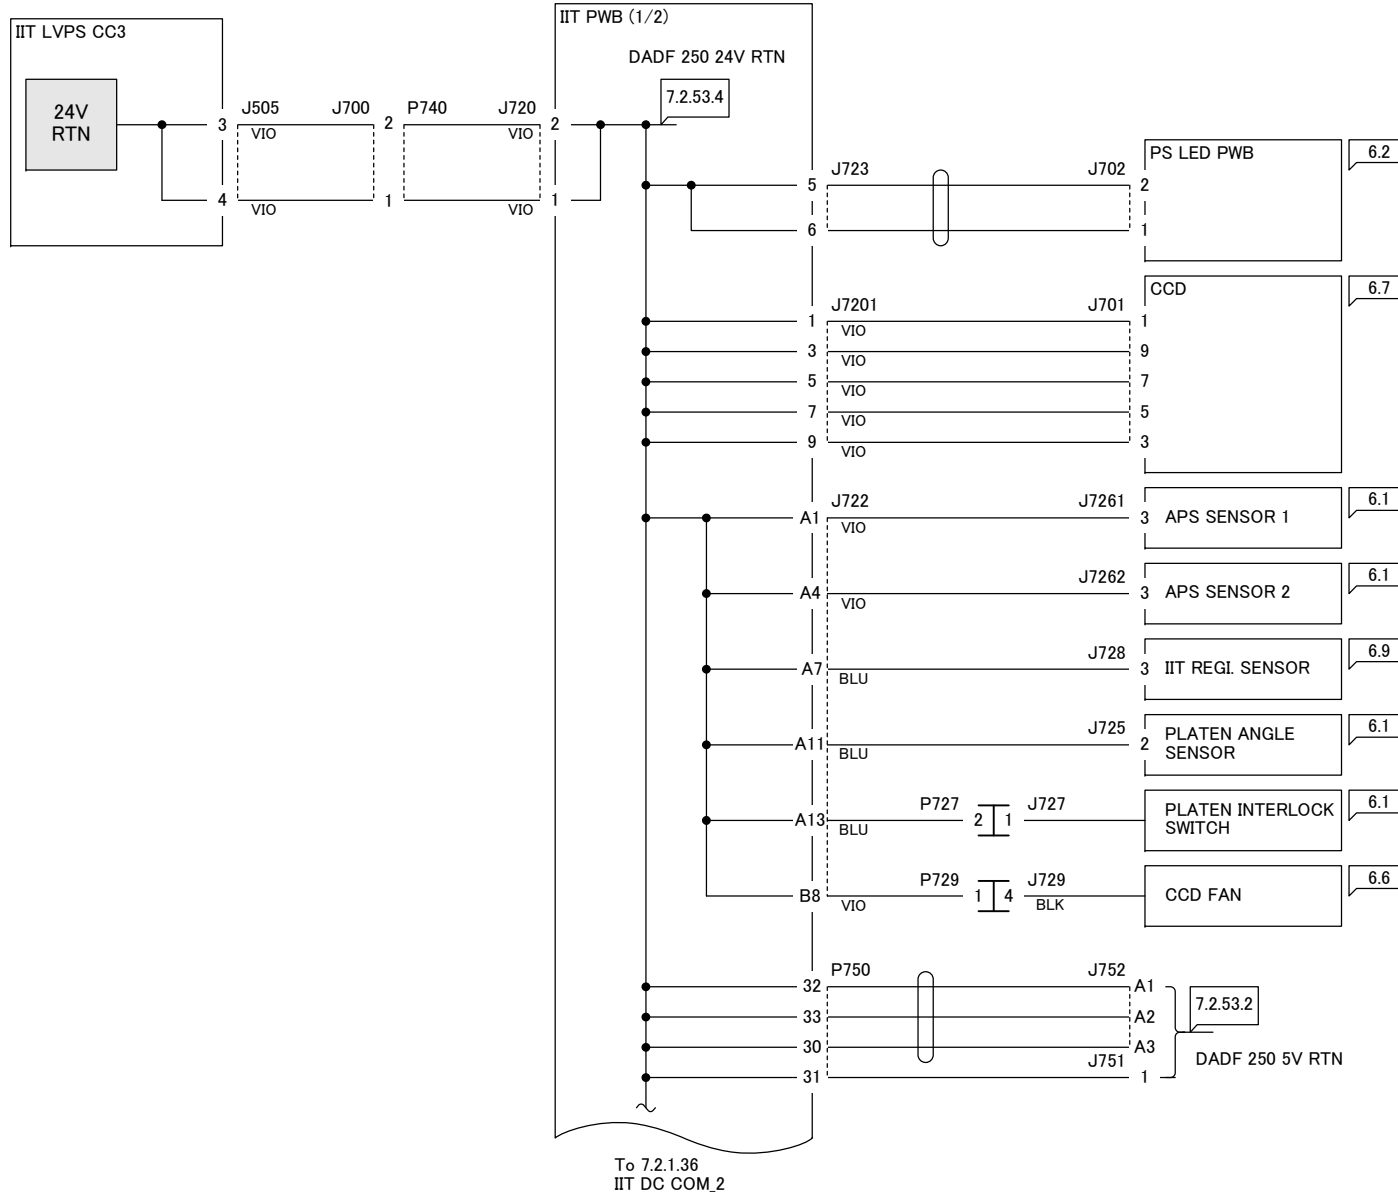 IIT LVPS CC3
24V
RTN
3
4
J505
VIO
VIO
J700
2
1
P740
J720
VIO
VIO
2
1
IIT PWB (1/2)
DADF 250 24V RTN
7.2.53.4
5
6
J723
J702
2
1
PS LED PWB
6.2
J7201
J701
1
VIO
1
3
VIO
9
5
VIO
7
7
VIO
5
9
VIO
3
CCD
6.7
J722
A1
VIO
J7261
3
APS SENSOR 1
6.1
A4
VIO
J7262
3
APS SENSOR 2
6.1
A7
BLU
J728
3
IIT REGI. SENSOR
6.9
A11
BLU
J725
2
PLATEN ANGLE
SENSOR
6.1
A13
BLU
P727
2
1
J727
PLATEN INTERLOCK
SWITCH
6.1
B8
VIO
P729
1
4
J729
BLK
CCD FAN
6.6
P750
J752
32
A1
33
A2
30
A3
J751
31
1
7.2.53.2
DADF 250 5V RTN
To 7.2.1.36
IIT DC COM_2